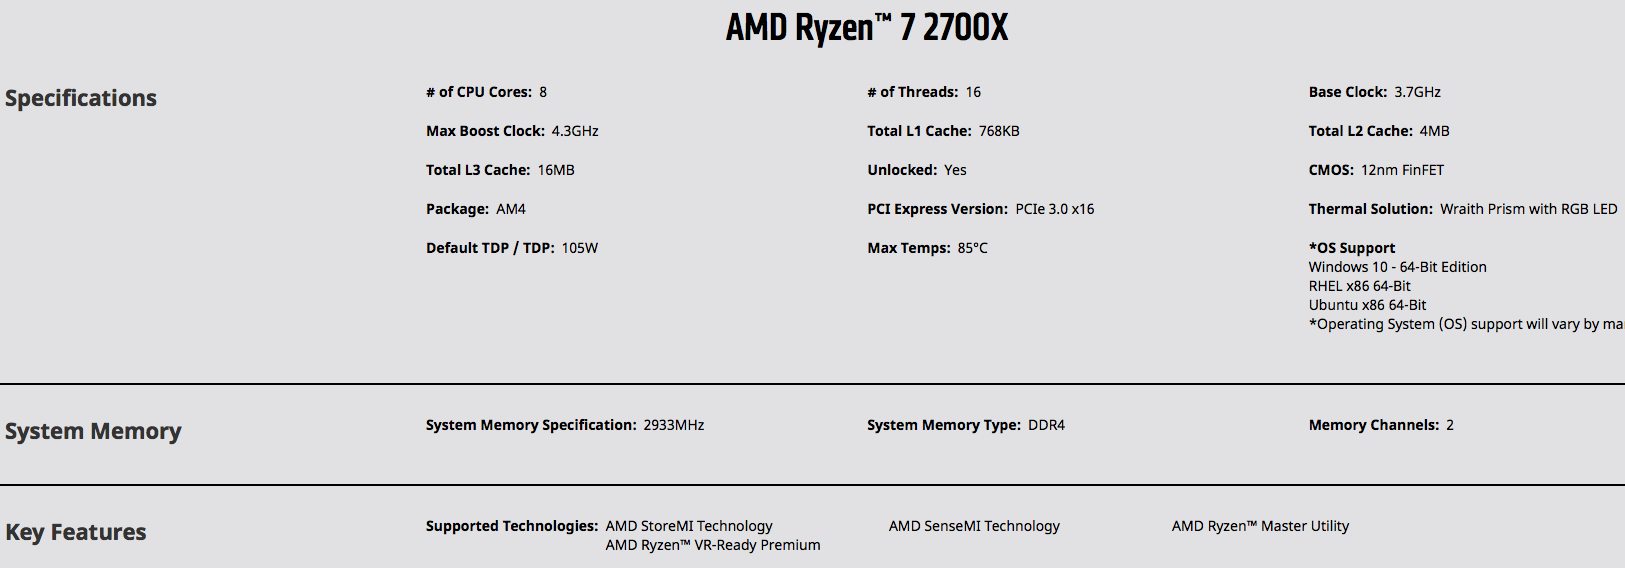 AMD Ryzen™ 7 2700X
Specifications
# of CPU Cores: 8
# of Threads: 16
Base Clock: 3.7GHz
Max Boost Clock: 4.3GHz
Total L1 Cache: 768KB
Total L2 Cache: 4MB
Total L3 Cache: 16MB
Unlocked: Yes
CMOS: 12nm FinFET
Package: AM4
PCI Express Version: PCIe 3.0 x16
Thermal Solution: Wraith Prism with RGB LED
Default TDP / TDP: 105W
Max Temps: 85°C
*OS Support
Windows 10 - 64-Bit Edition
RHEL x86 64-Bit
Ubuntu x86 64-Bit
*Operating System (OS) support will vary by
System Memory
System Memory Specification: 2933MHz
System Memory Type: DDR4
Memory Channels: 2
Key Features
Supported Technologies: AMD StoreMI Technology
AMD SenseMI Technology
AMD Ryzen™ Master Utility
AMD Ryzen™ VR-Ready Premium